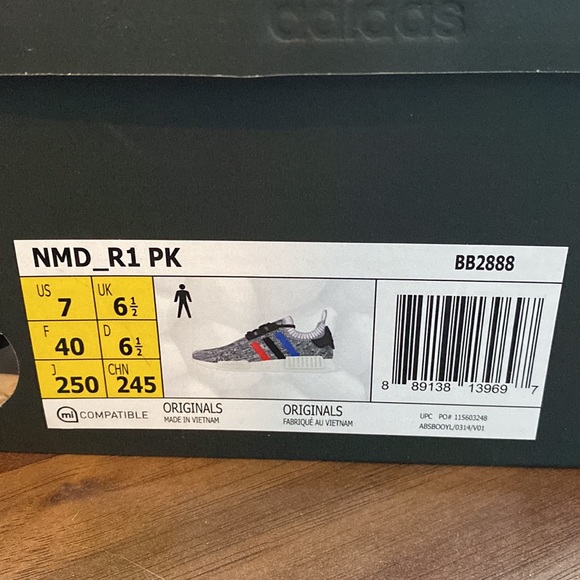 adidas
NMD_R1 PK
BB2888
US 7 UK 6½
F 40 D 6½
J 250 CHN 245
mi COMPATIBLE
ORIGINALS
MADE IN VIETNAM
ORIGINALS
FABRIQUÉ AU VIETNAM
8 89138 13969 7
UPC PO# 115603248
ABSBOOYL/0314/V01